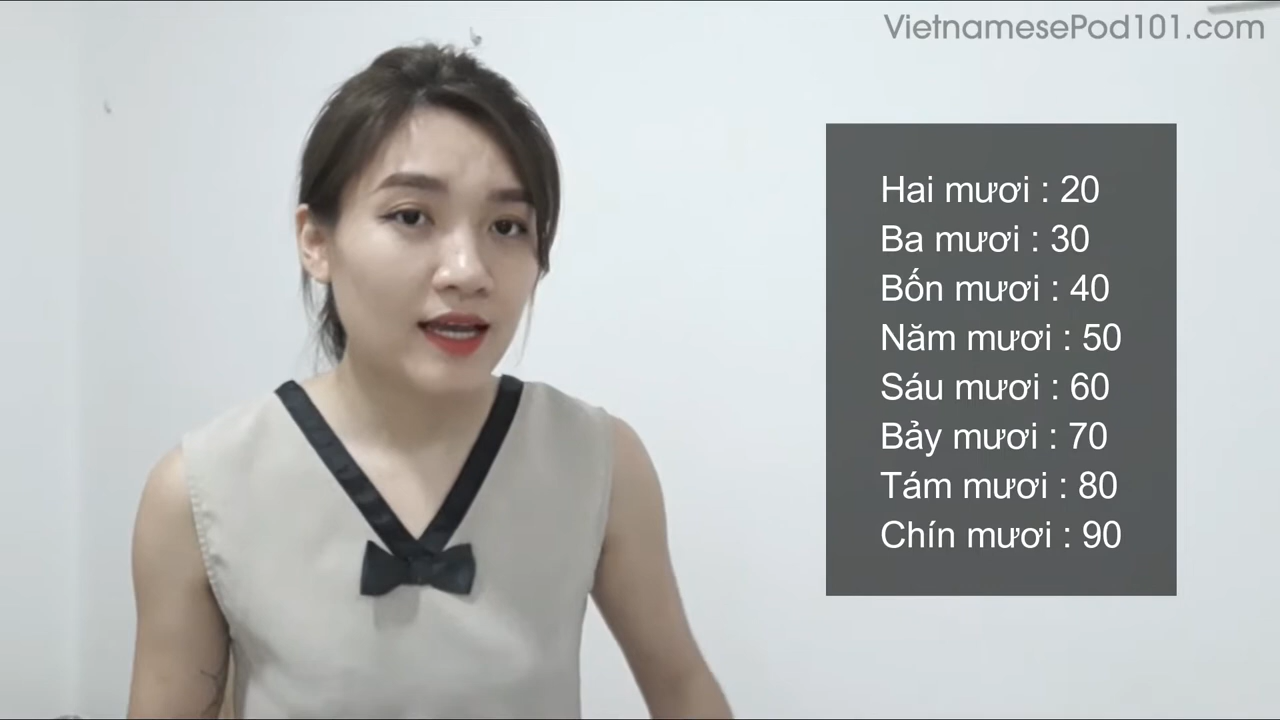 VietnamesePod101.com
Hai mươi : 20
Ba mươi : 30
Bốn mươi : 40
Năm mươi : 50
Sáu mươi : 60
Bảy mươi : 70
Tám mươi : 80
Chín mươi : 90